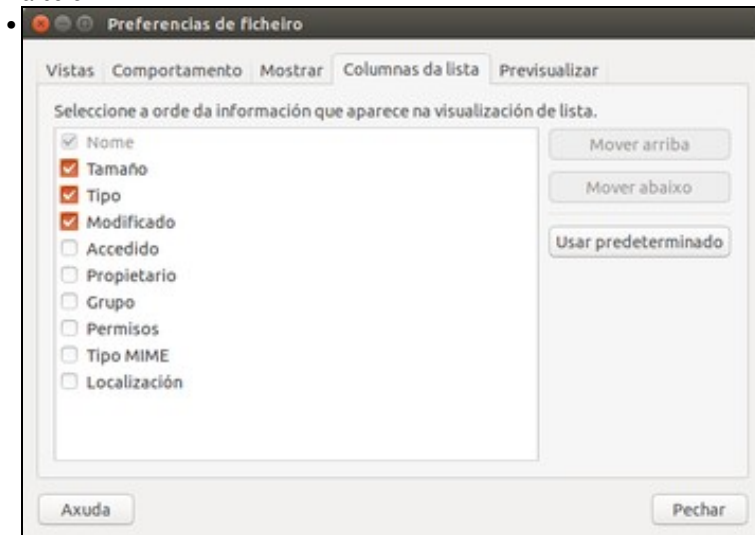 Preferencias de ficheiro
Vistas Comportamento Mostrar Columnas da lista Previsualizar
Seleccione a orde da información que aparece na visualización de lista.
Nome
Tamaño
Tipo
Modificado
Accedido
Propietario
Grupo
Permisos
Tipo MIME
Localización
Mover arriba
Mover abaixo
Usar predeterminado
Axuda
Pechar